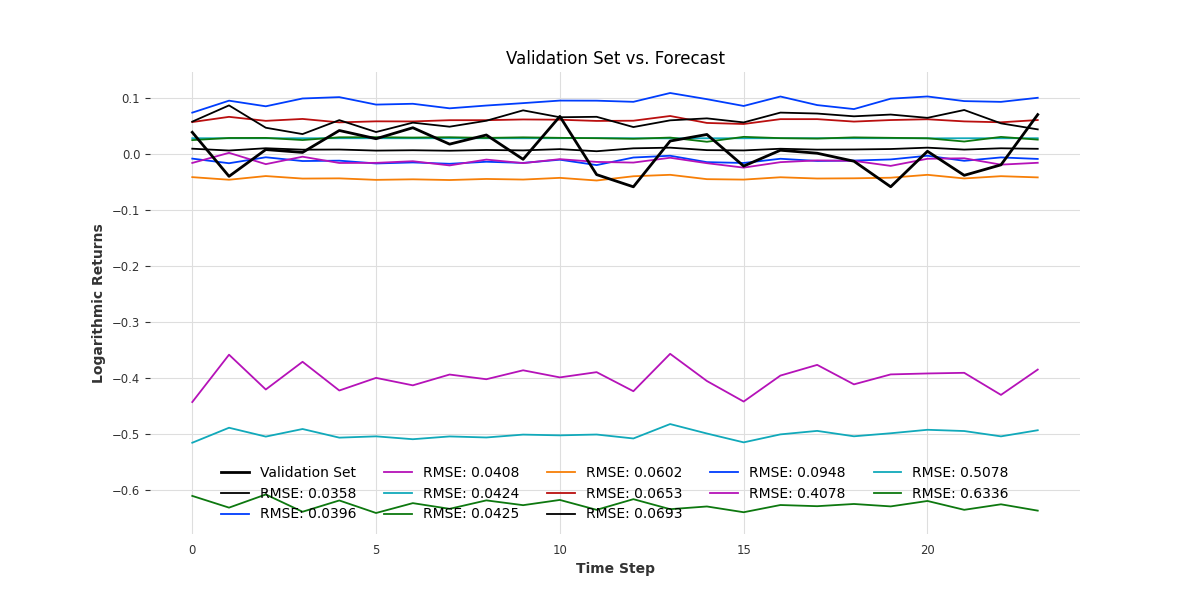 Validation Set vs. Forecast
0.1
0.0
−0.1
−0.2
−0.3
−0.4
−0.5
−0.6
Logarithmic Returns
Validation Set RMSE: 0.0408 RMSE: 0.0602 RMSE: 0.0948 RMSE: 0.5078
RMSE: 0.0358 RMSE: 0.0424 RMSE: 0.0653 RMSE: 0.4078 RMSE: 0.6336
RMSE: 0.0396 RMSE: 0.0425 RMSE: 0.0693
0 5 10 15 20
Time Step